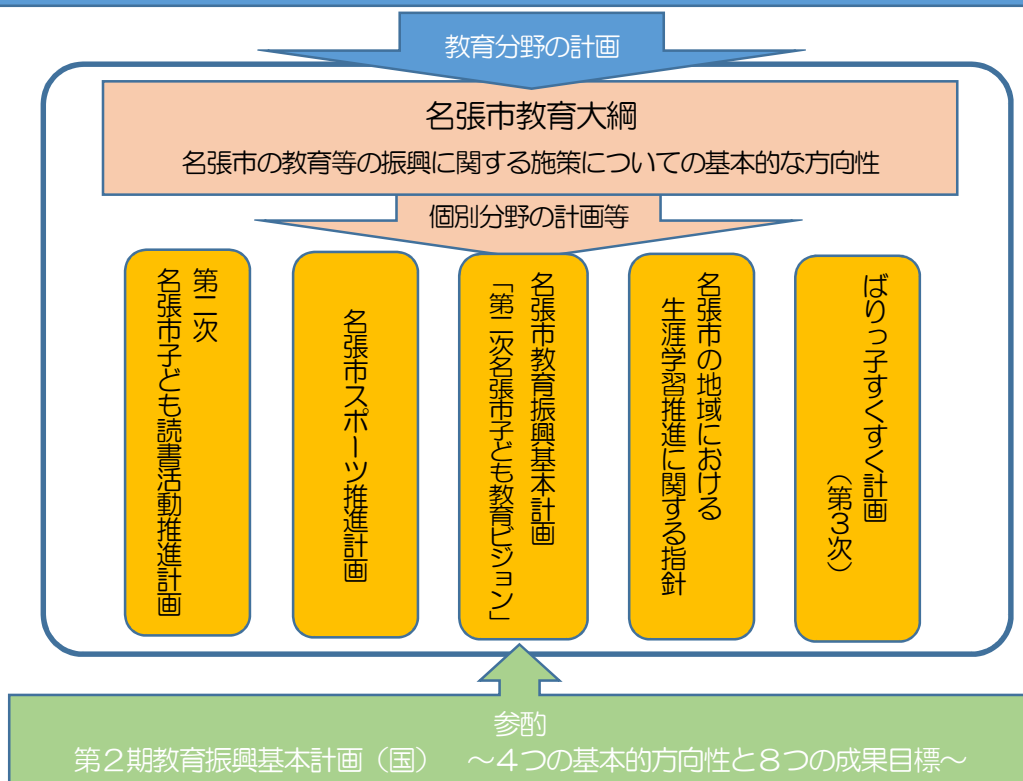 教育分野の計画
名張市教育大綱
名張市の教育等の振興に関する施策についての基本的な方向性
個別分野の計画等
第二次
名張市子ども読書活動推進計画
名張市スポーツ推進計画
名張市教育振興基本計画
「第二次名張市子ども教育ビジョン」
名張市の地域における
生涯学習推進に関する指針
ばりっ子すくすく計画
(第3次)
参酌
第2期教育振興基本計画(国) ~4つの基本的方向性と8つの成果目標~